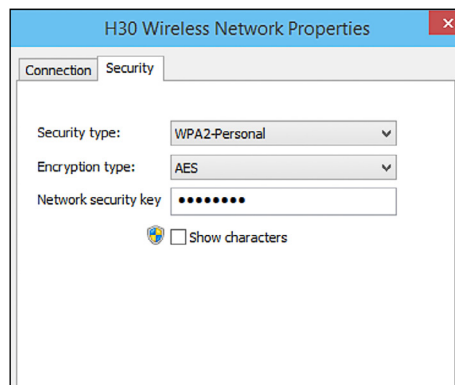 H30 Wireless Network Properties
Connection
Security
Security type:
WPA2-Personal
Encryption type:
AES
Network security key
••••••••
Show characters